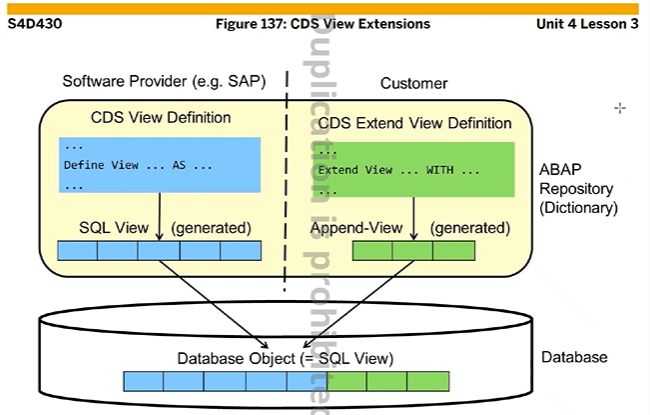 S4D430
Figure 137: CDS View Extensions
Unit 4 Lesson 3
Software Provider (e.g. SAP)
Customer
CDS View Definition
CDS Extend View Definition
...
Define View ... AS ...
...
...
Extend View ... WITH ...
...
ABAP
Repository
(Dictionary)
SQL View (generated)
Append-View (generated)
Database Object (= SQL View)
Database
Duplication is prohibited